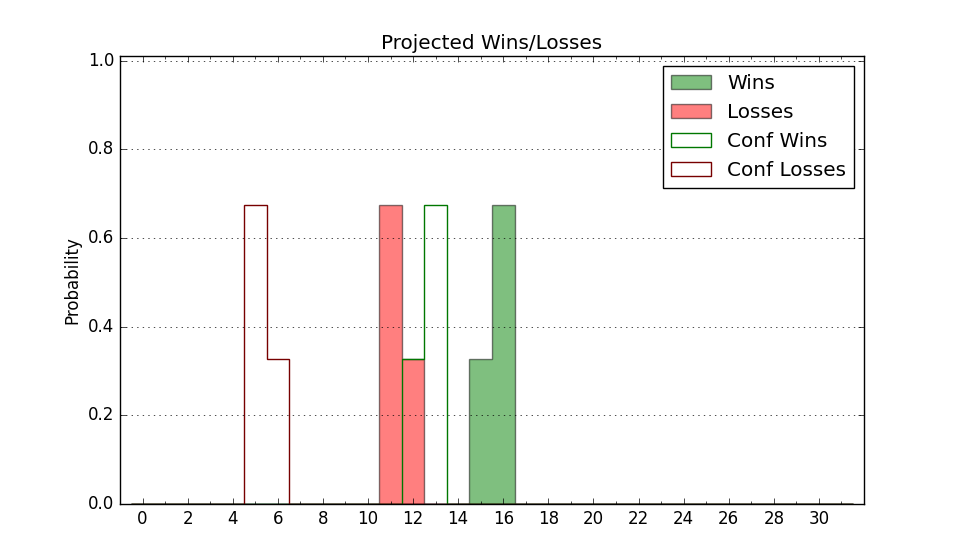 Projected Wins/Losses
1.0
0.8
0.6
0.4
0.2
0.0
Probability
Wins
Losses
Conf Wins
Conf Losses
0 2 4 6 8 10 12 14 16 18 20 22 24 26 28 30